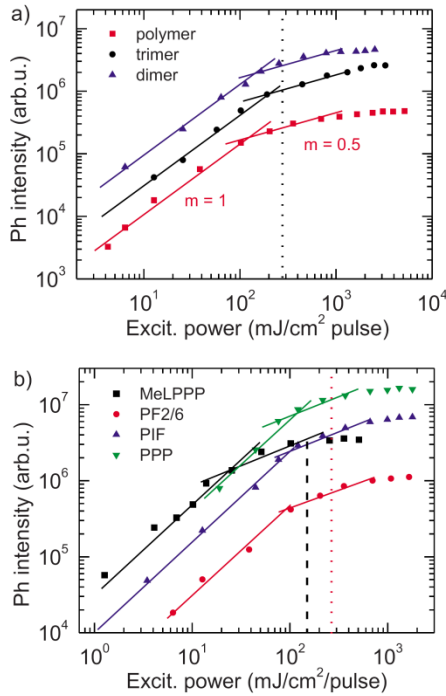 a)
polymer
trimer
dimer
m = 0.5
m = 1
Ph intensity (arb.u.)
10^7
10^6
10^5
10^4
10^3
10^1
10^2
10^3
10^4
Excit. power (mJ/cm^2 pulse)
b)
MeLPPP
PF2/6
PIF
PPP
Ph intensity (arb.u.)
10^7
10^6
10^5
10^4
10^0
10^1
10^2
10^3
Excit. power (mJ/cm^2/pulse)